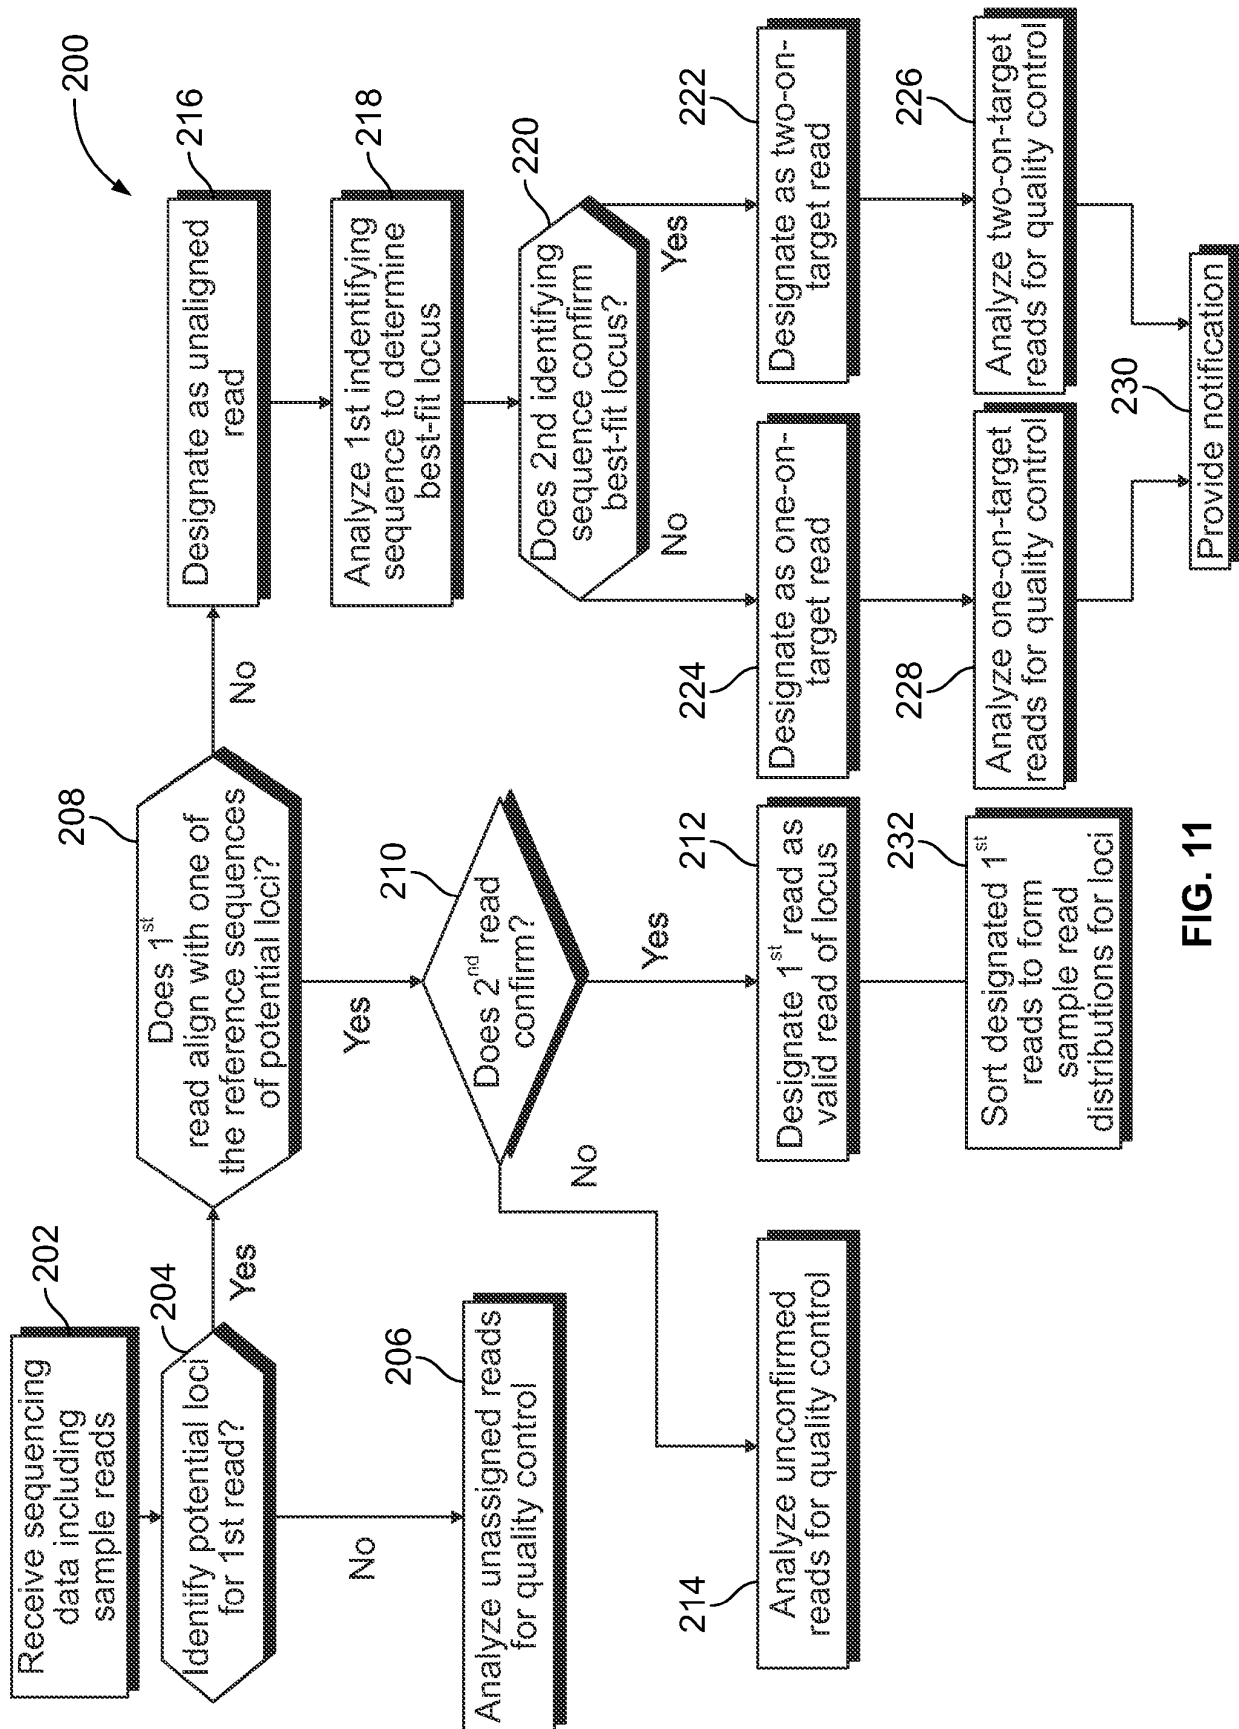 200
202
Receive sequencing
data including
sample reads
204
Identify potential loci
for 1st read?
Yes
No
206
Analyze unassigned reads
for quality control
208
Does 1st
read align with one of
the reference sequences
of potential loci?
No
Yes
210
Does 2nd read
confirm?
No
Yes
214
Analyze unconfirmed
reads for quality control
212
Designate 1st read as
valid read of locus
232
Sort designated 1st
reads to form
sample read
distributions for loci
216
Designate as unaligned
read
218
Analyze 1st indentifying
sequence to determine
best-fit locus
220
Does 2nd identifying
sequence confirm
best-fit locus?
No
Yes
224
Designate as one-on-
target read
222
Designate as two-on-
target read
228
Analyze one-on-target
reads for quality control
226
Analyze two-on-target
reads for quality control
230
Provide notification
FIG. 11